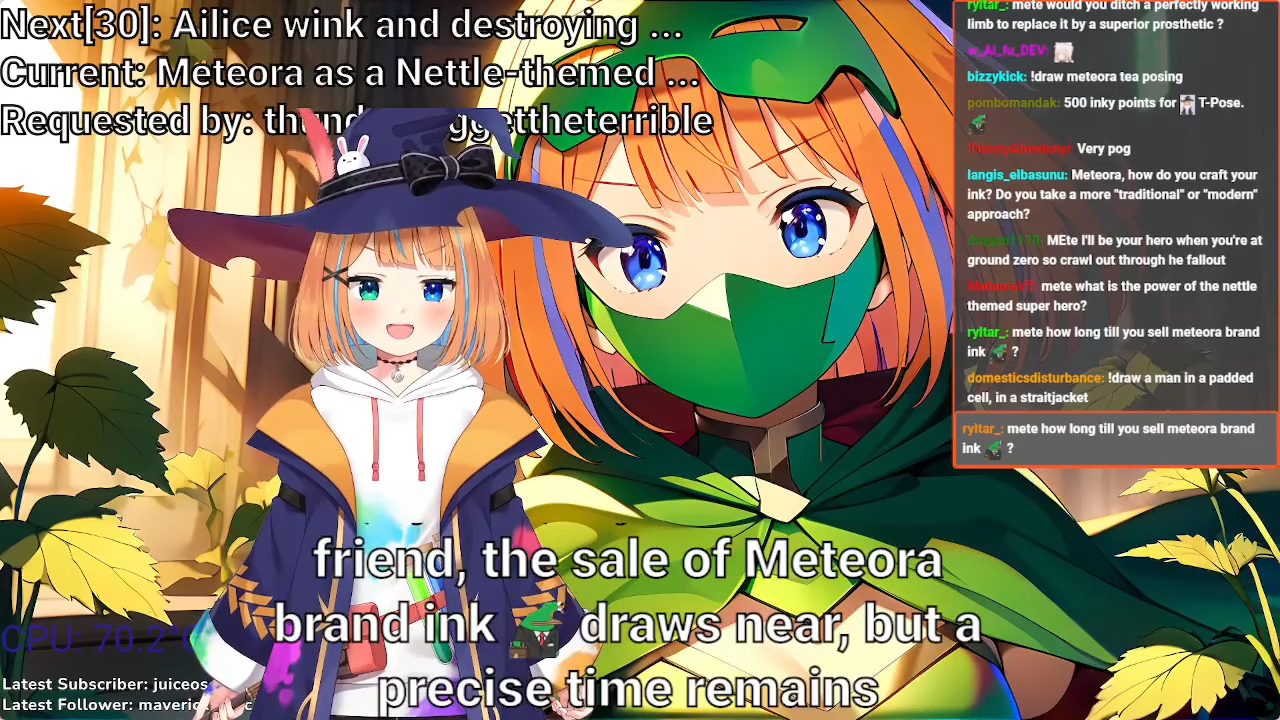 Next[30]: Ailice wink and destroying ...
Current: Meteora as a Nettle-themed ...
Requested by: ggettheterrible
ryltar_: mete would you ditch a perfectly working
limb to replace it by a superior prosthetic ?
w_AI_fu_DEV:
bizzykick: !draw meteora tea posing
pombomandak: 500 inky points for T-Pose.
Very pog
langis_elbasunu: Meteora, how do you craft your
ink? Do you take a more "traditional" or "modern"
approach?
MEte I'll be your hero when you're at
ground zero so crawl out through he fallout
mete what is the power of the nettle
themed super hero?
ryltar_: mete how long till you sell meteora brand
ink ?
domesticsdisturbance: !draw a man in a padded
cell, in a straitjacket
ryltar_: mete how long till you sell meteora brand
ink ?
friend, the sale of Meteora
brand ink draws near, but a
precise time remains
CPU: 70.2°
Latest Subscriber: juiceos
Latest Follower: